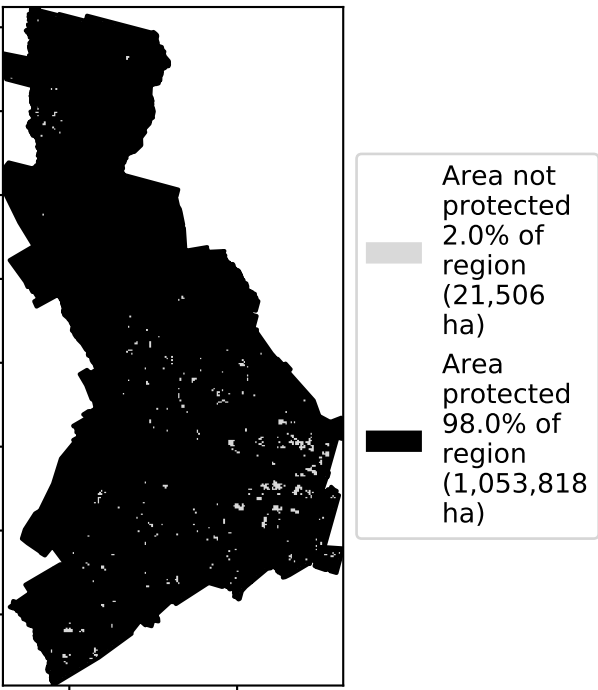 Area not
protected
2.0% of
region
(21,506
ha)
Area
protected
98.0% of
region
(1,053,818
ha)